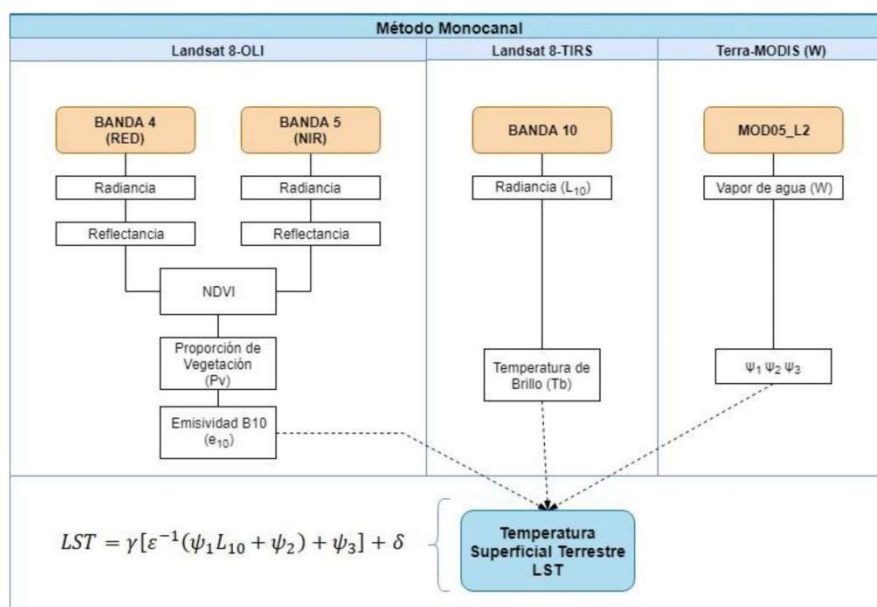 Método Monocanal
Landsat 8-OLI
Landsat 8-TIRS
Terra-MODIS (W)
BANDA 4
(RED)
BANDA 5
(NIR)
BANDA 10
MOD05_L2
Radiancia
Radiancia
Radiancia (L₁₀)
Vapor de agua (W)
Reflectancia
Reflectancia
NDVI
Proporción de
Vegetación
(Pv)
Temperatura de
Brillo (Tb)
Ψ₁ Ψ₂ Ψ₃
Emisividad B10
(e₁₀)
LST = γ[ε⁻¹(ψ₁L₁₀ + ψ₂) + ψ₃] + δ
Temperatura
Superficial Terrestre
LST